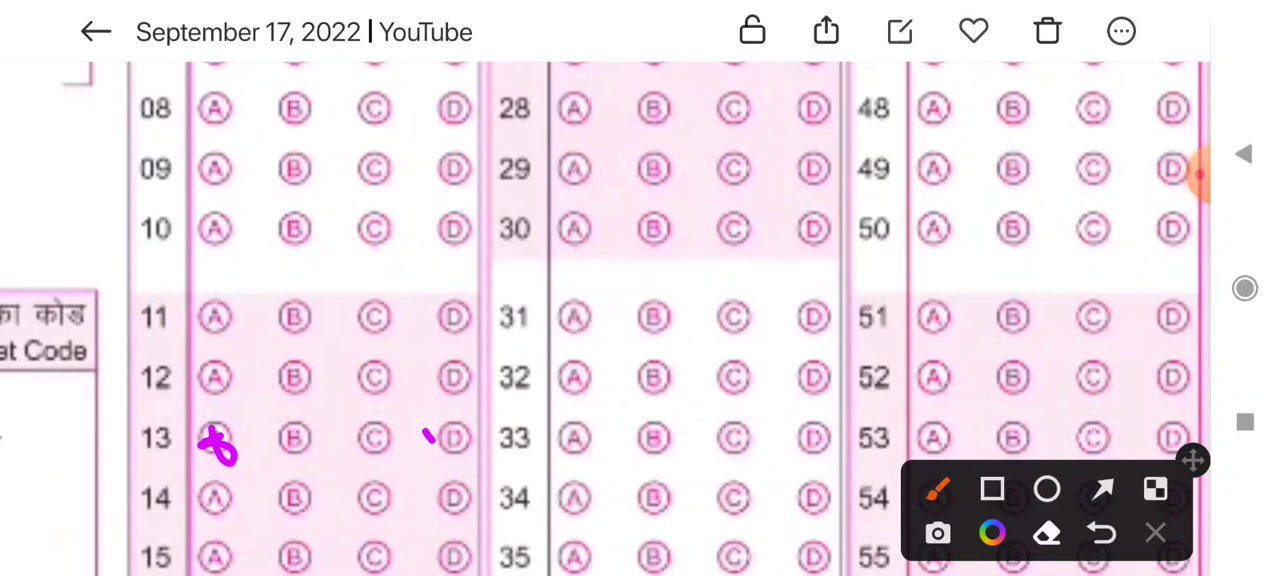 September 17, 2022 | YouTube
08 A B C D 28 A B C D 48 A B C D
09 A B C D 29 A B C D 49 A B C D
10 A B C D 30 A B C D 50 A B C D
का कोड
et Code
11 A B C D 31 A B C D 51 A B C D
12 A B C D 32 A B C D 52 A B C D
13 B C D 33 A B C D 53 A B C D
14 A B C D 34 A B C D 54
15 A B C D 35 A B C D 55